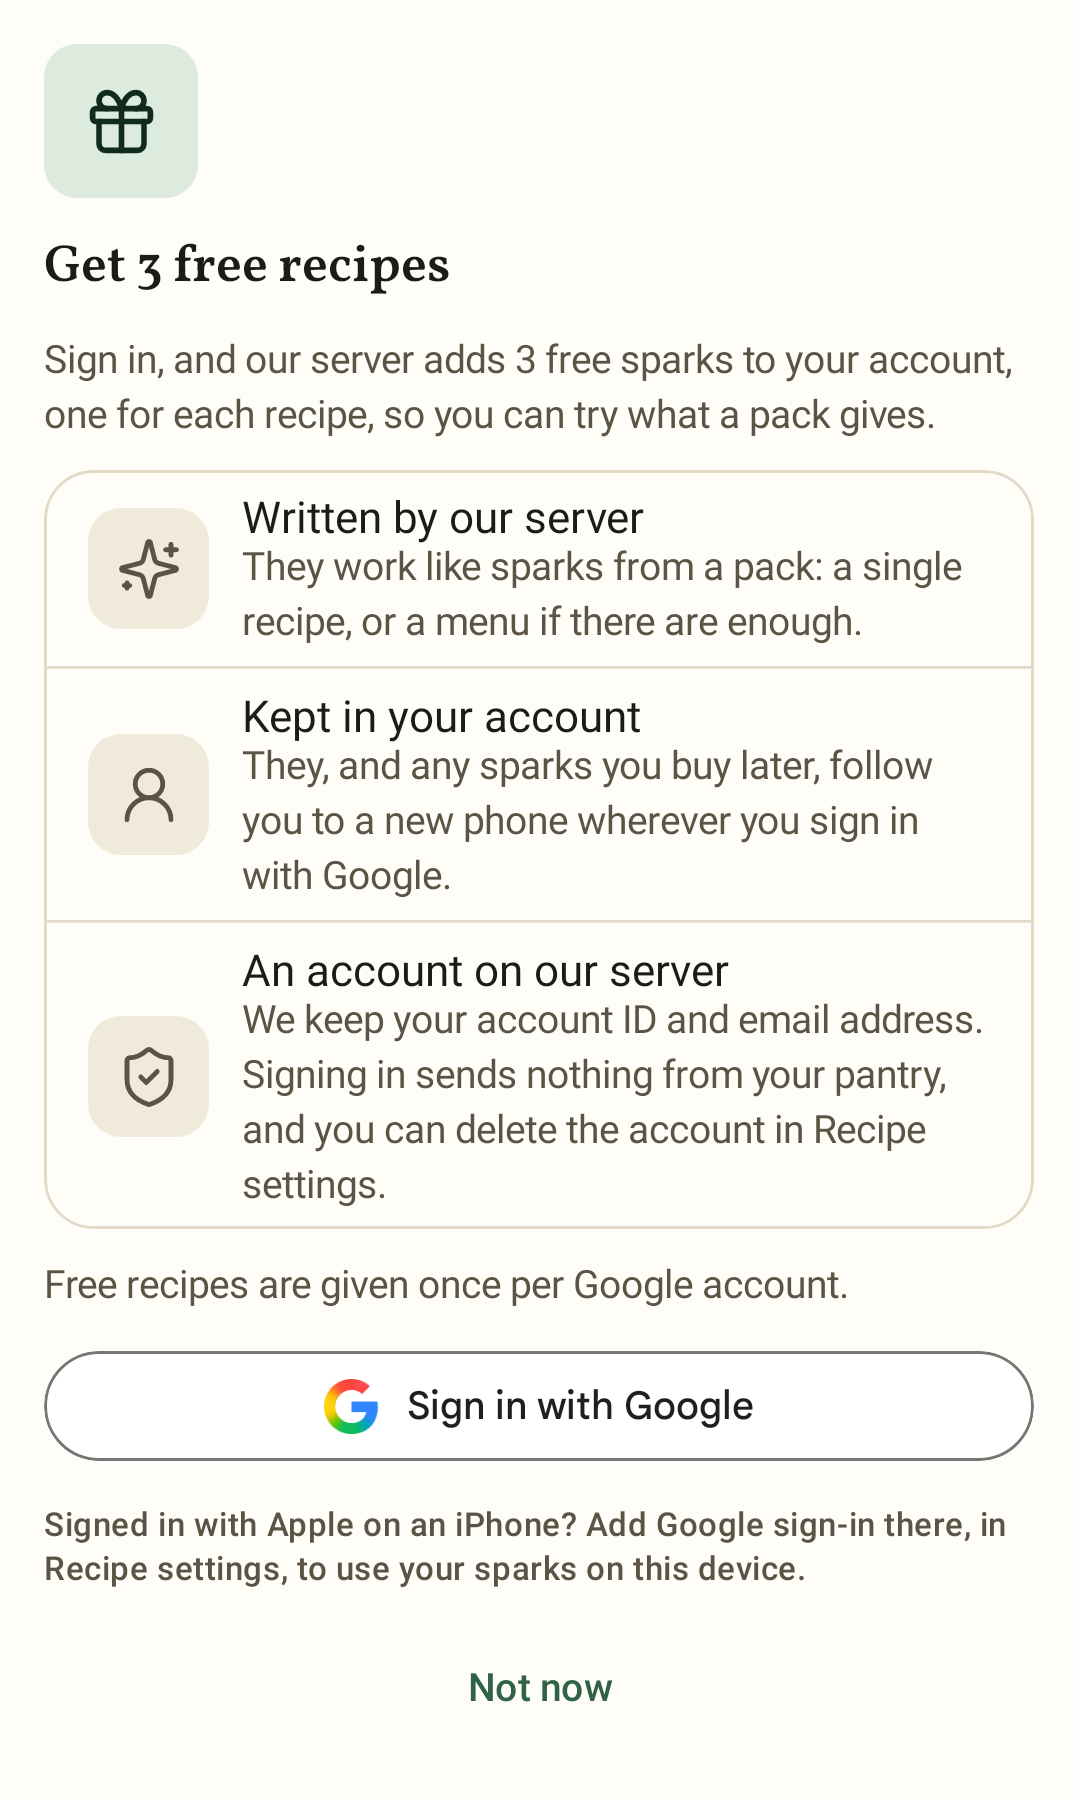 Get 3 free recipes
Sign in, and our server adds 3 free sparks to your account,
one for each recipe, so you can try what a pack gives.
Written by our server
They work like sparks from a pack: a single
recipe, or a menu if there are enough.
Kept in your account
They, and any sparks you buy later, follow
you to a new phone wherever you sign in
with Google.
An account on our server
We keep your account ID and email address.
Signing in sends nothing from your pantry,
and you can delete the account in Recipe
settings.
Free recipes are given once per Google account.
Sign in with Google
Signed in with Apple on an iPhone? Add Google sign-in there, in
Recipe settings, to use your sparks on this device.
Not now